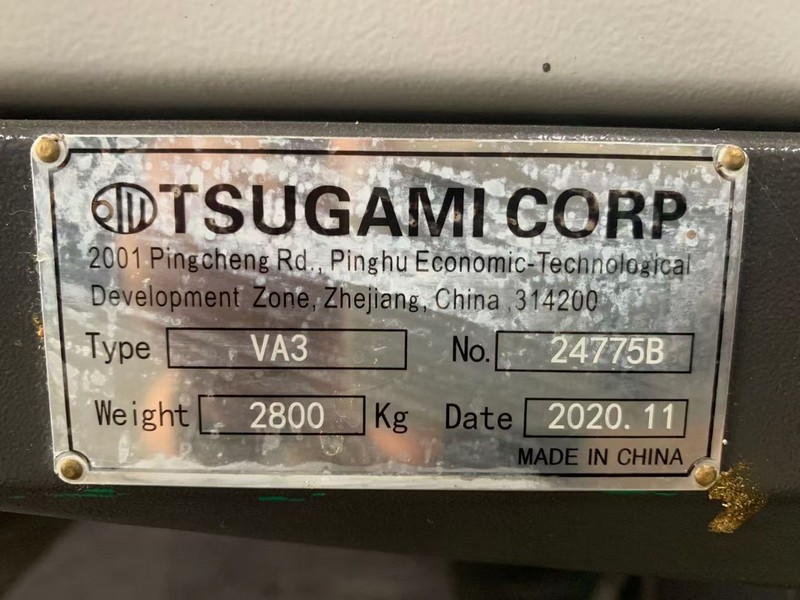 TSUGAMI CORP.
2001 Pingcheng Rd., Pinghu Economic-Technological
Development Zone, Zhejiang, China ,314200
Type VA3 No. 24775B
Weight 2800 Kg Date 2020.11
MADE IN CHINA